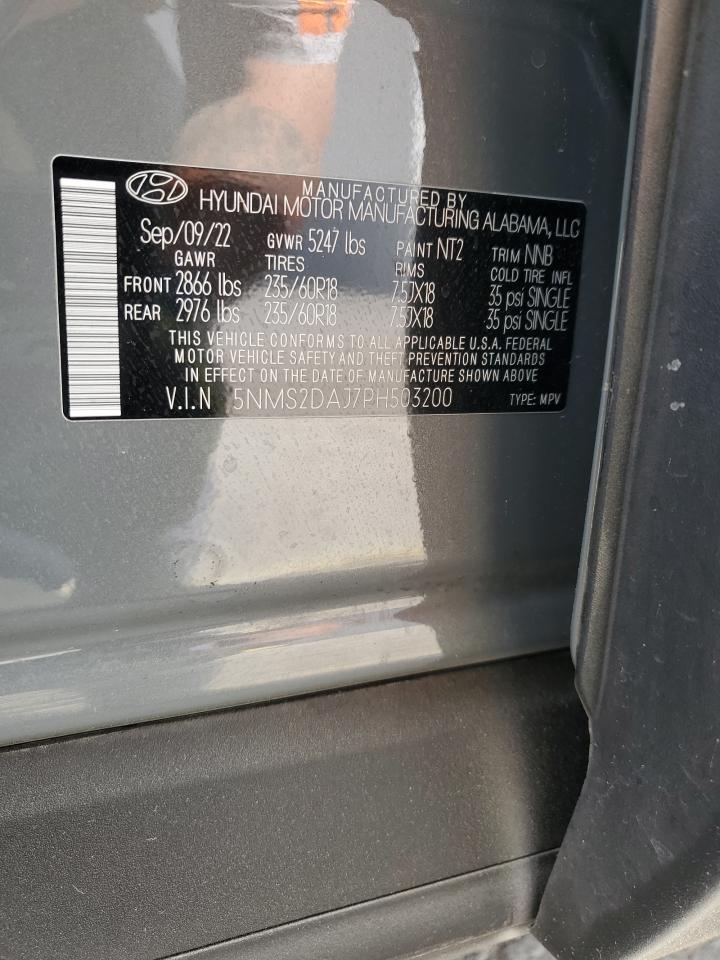 MANUFACTURED BY
HYUNDAI MOTOR MANUFACTURING ALABAMA, LLC
Sep/09/22 GVWR 5247 lbs PAINT NT2 TRIM NNB
GAWR TIRES RIMS COLD TIRE INFL
FRONT 2866 lbs 235/60R18 7.5JX18 35 psi SINGLE
REAR 2976 lbs 235/60R18 7.5JX18 35 psi SINGLE
THIS VEHICLE CONFORMS TO ALL APPLICABLE U.S.A. FEDERAL
MOTOR VEHICLE SAFETY AND THEFT PREVENTION STANDARDS
IN EFFECT ON THE DATE OF MANUFACTURE SHOWN ABOVE
V.I.N 5NMS2DAJ7PH503200 TYPE: MPV